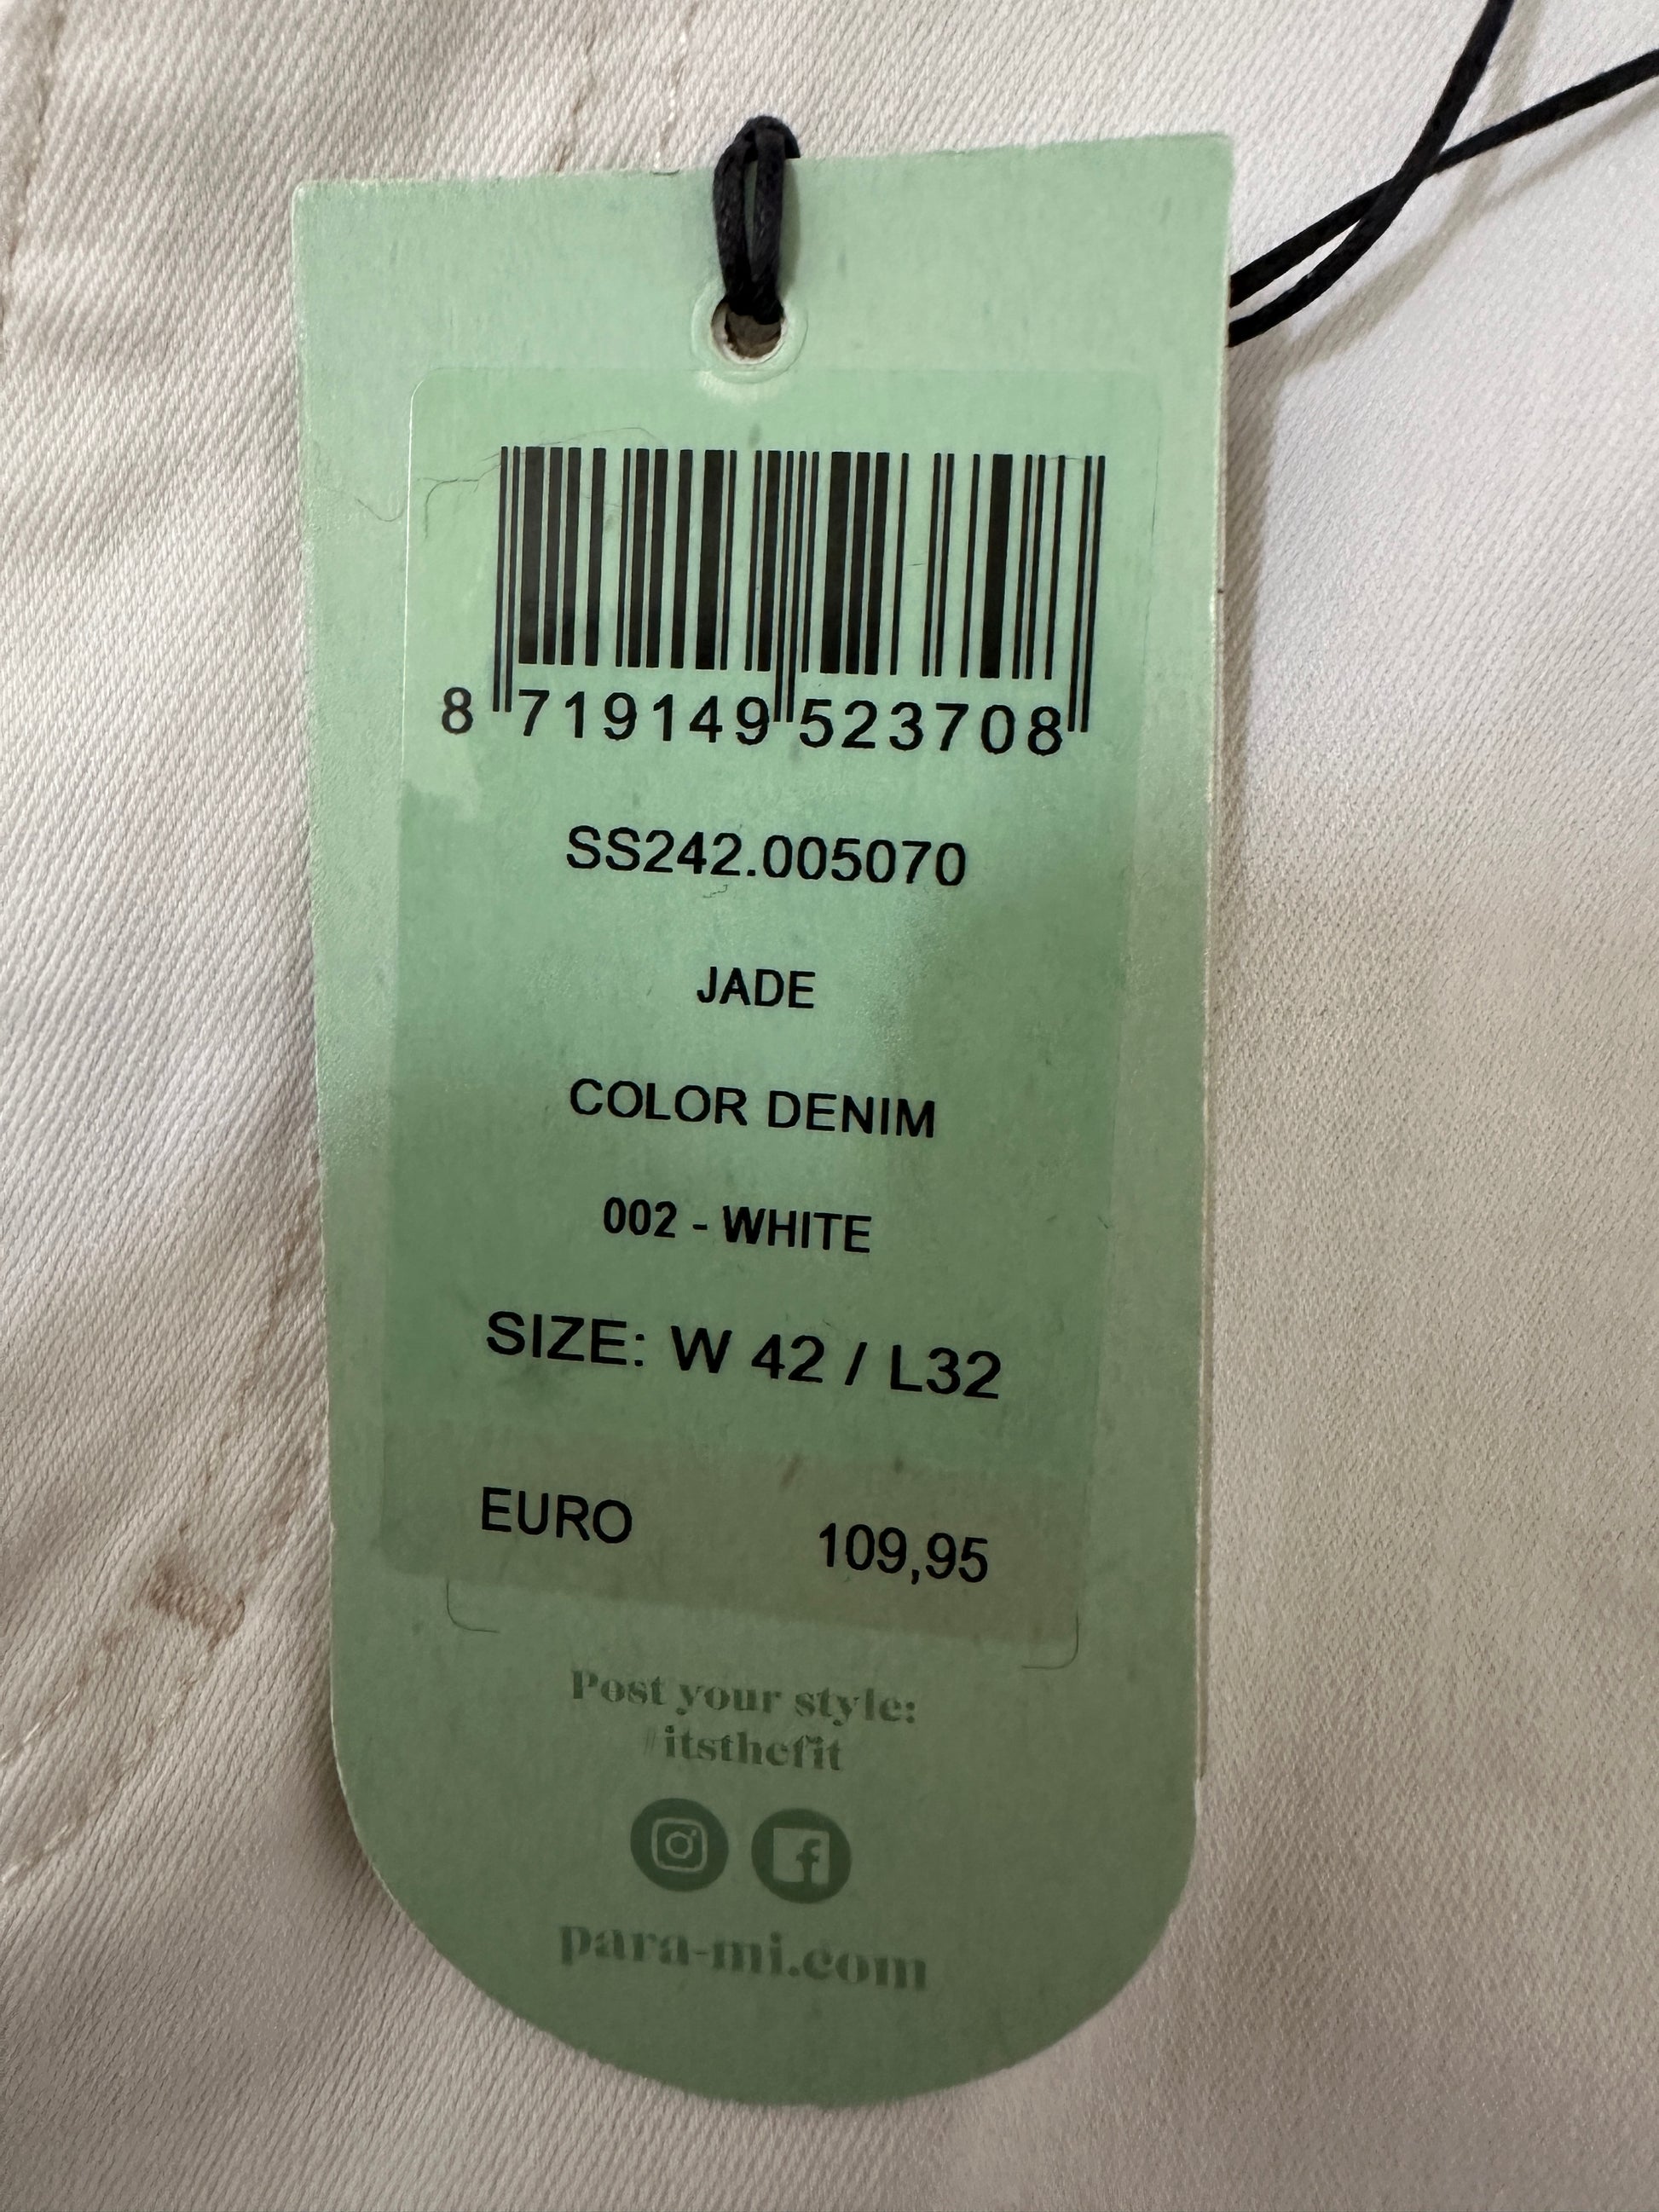 8 719149 523708
SS242.005070
JADE
COLOR DENIM
002 - WHITE
SIZE: W 42 / L32
EURO 109,95
Post your style:
#itsthefit
para-mi.com